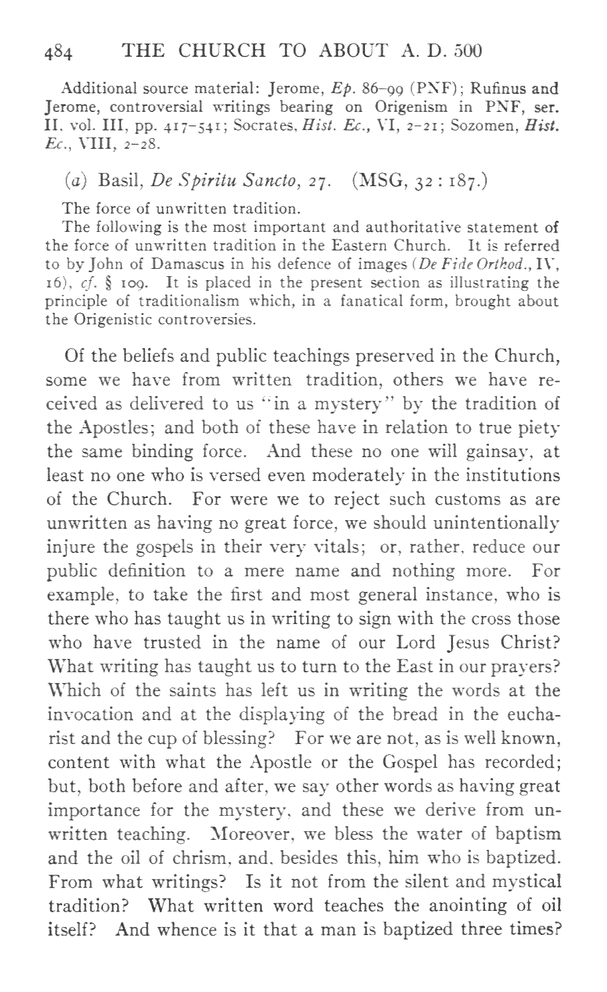 484 THE CHURCH TO ABOUT A. D. 500
Additional source material: Jerome, Ep. 86–99 (PNF); Rufinus and
Jerome, controversial writings bearing on Origenism in PNF, ser.
II, vol. III, pp. 417–541; Socrates, Hist. Ec., VI, 2–21; Sozomen, Hist.
Ec., VIII, 2–28.
(a) Basil, De Spiritu Sancto, 27. (MSG, 32 : 187.)
The force of unwritten tradition.
The following is the most important and authoritative statement of
the force of unwritten tradition in the Eastern Church. It is referred
to by John of Damascus in his defence of images (De Fide Orthod., IV,
16), cf. § 109. It is placed in the present section as illustrating the
principle of traditionalism which, in a fanatical form, brought about
the Origenistic controversies.
Of the beliefs and public teachings preserved in the Church,
some we have from written tradition, others we have re-
ceived as delivered to us “in a mystery” by the tradition of
the Apostles; and both of these have in relation to true piety
the same binding force. And these no one will gainsay, at
least no one who is versed even moderately in the institutions
of the Church. For were we to reject such customs as are
unwritten as having no great force, we should unintentionally
injure the gospels in their very vitals; or, rather, reduce our
public definition to a mere name and nothing more. For
example, to take the first and most general instance, who is
there who has taught us in writing to sign with the cross those
who have trusted in the name of our Lord Jesus Christ?
What writing has taught us to turn to the East in our prayers?
Which of the saints has left us in writing the words at the
invocation and at the displaying of the bread in the eucha-
rist and the cup of blessing? For we are not, as is well known,
content with what the Apostle or the Gospel has recorded;
but, both before and after, we say other words as having great
importance for the mystery, and these we derive from un-
written teaching. Moreover, we bless the water of baptism
and the oil of chrism, and, besides this, him who is baptized.
From what writings? Is it not from the silent and mystical
tradition? What written word teaches the anointing of oil
itself? And whence is it that a man is baptized three times?